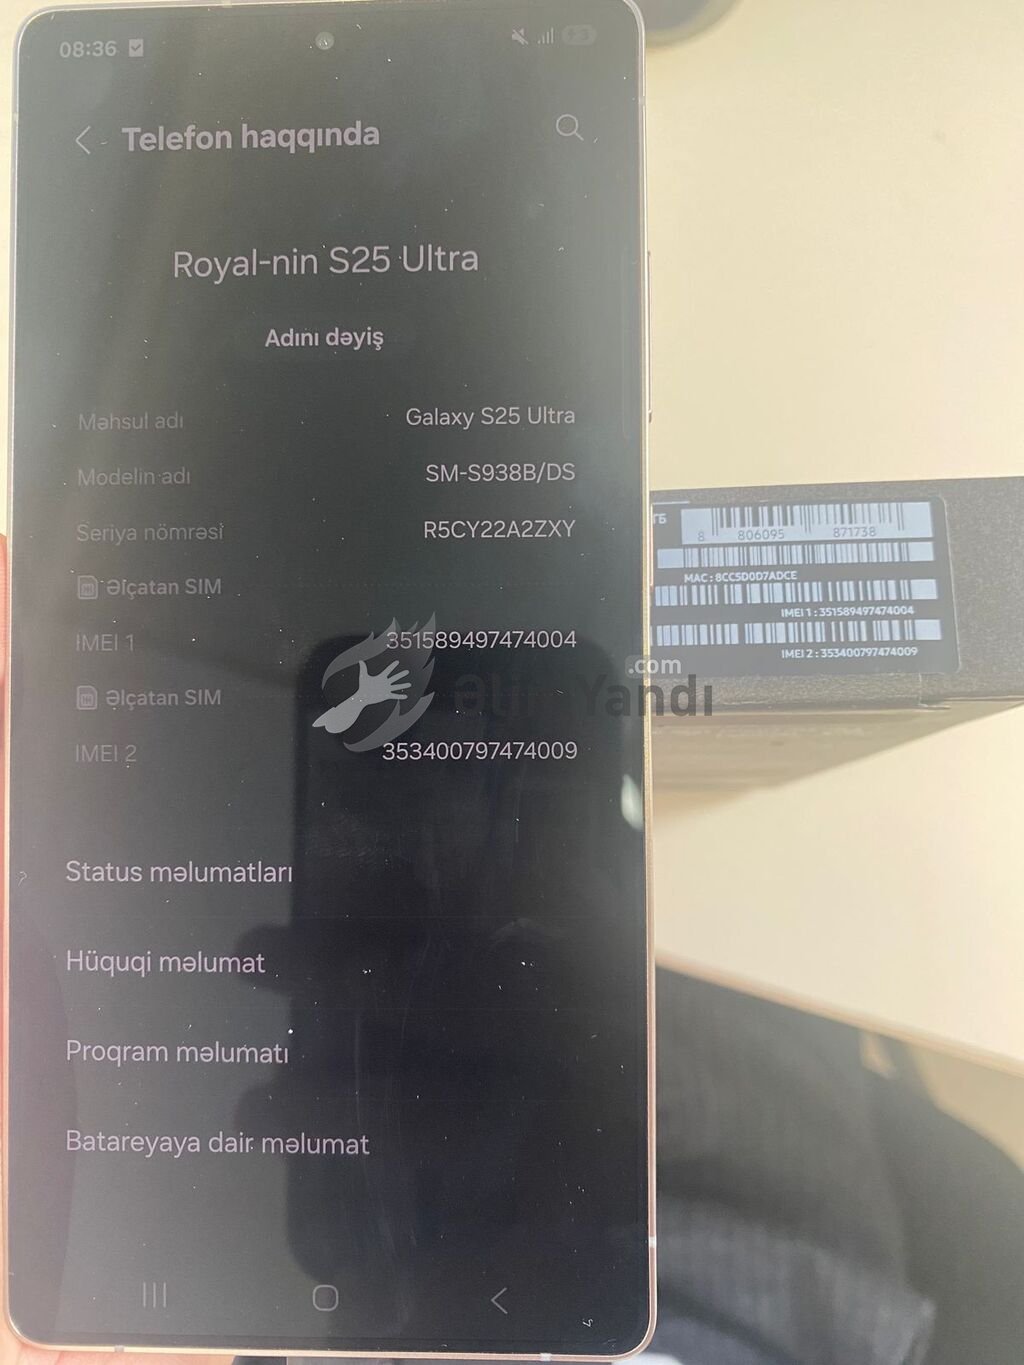 08:36
Telefon haqqında
Royal-nin S25 Ultra
Adını dəyiş
Məhsul adı Galaxy S25 Ultra
Modelin adı SM-S938B/DS
Seriya nömrəsi R5CY22A2ZXY
Əlçatan SIM
IMEI 1 351589497474004
Əlçatan SIM
IMEI 2 353400797474009
Status məlumatları
Hüquqi məlumat
Proqram məlumatı
Batareyaya dair məlumat
ГБ
8 806095 871738
MAC : 8CC5D0D7ADCE
IMEI 1 : 351589497474004
IMEI 2 : 353400797474009
.com
Yandı